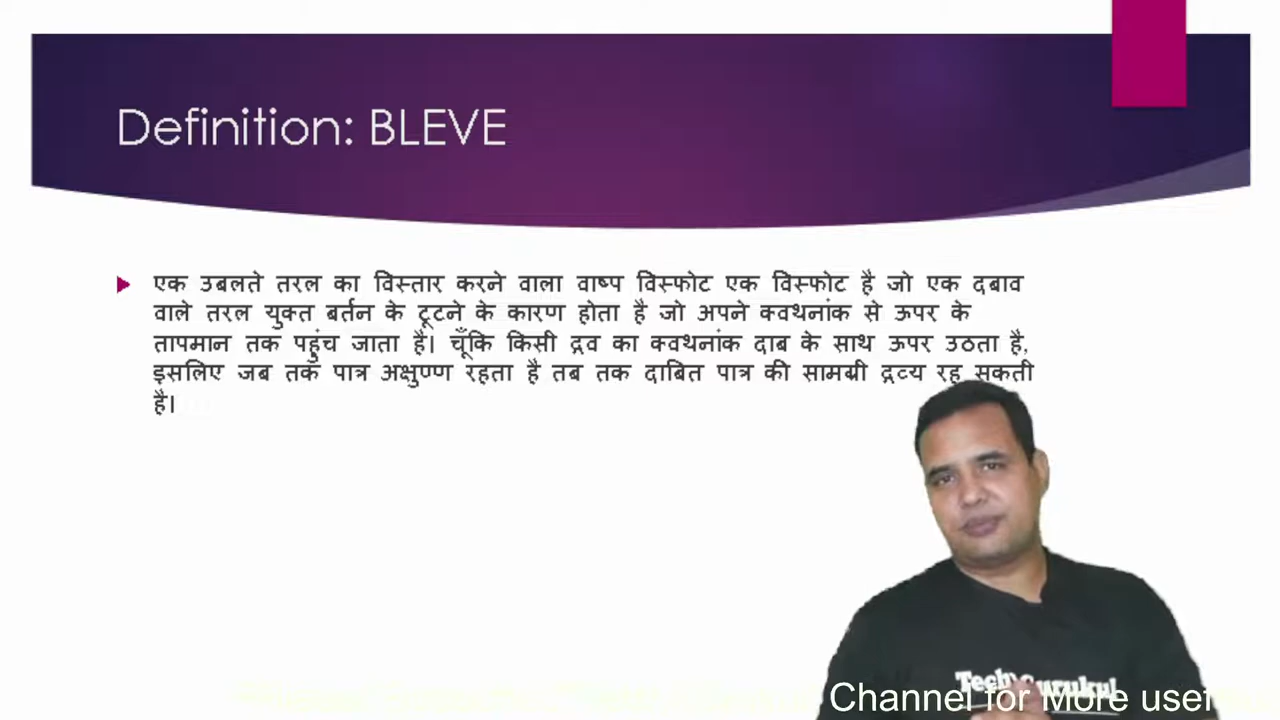 Definition: BLEVE
एक उबलते तरल का विस्तार करने वाला वाष्प विस्फोट एक विस्फोट है जो एक दबाव
वाले तरल युक्त बर्तन के टूटने के कारण होता है जो अपने क्वथनांक से ऊपर के
तापमान तक पहुंच जाता है। चूँकि किसी द्रव का क्वथनांक दाब के साथ ऊपर उठता है,
इसलिए जब तक पात्र अक्षुण्ण रहता है तब तक दाबित पात्र की सामग्री द्रव्य रह सकती
है।
Channel for More